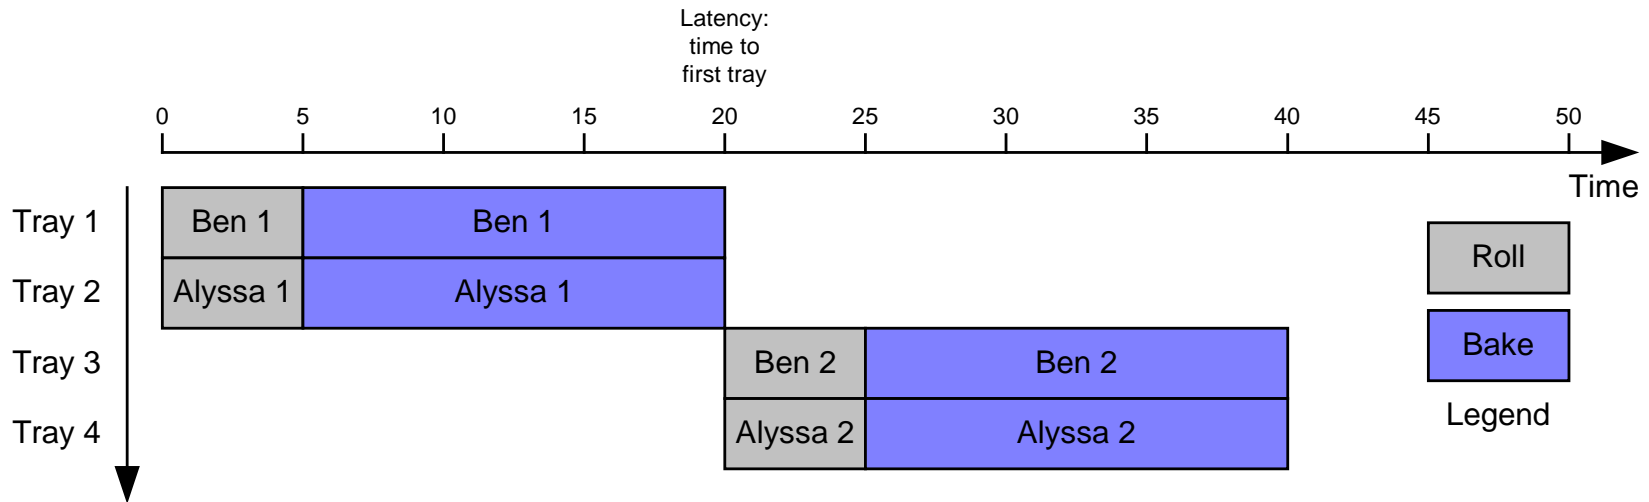 Latency:
time to
first tray
0 5 10 15 20 25 30 35 40 45 50
Time
Tray 1 Ben 1 Ben 1
Roll
Tray 2 Alyssa 1 Alyssa 1
Tray 3 Ben 2 Ben 2
Bake
Legend
Tray 4 Alyssa 2 Alyssa 2